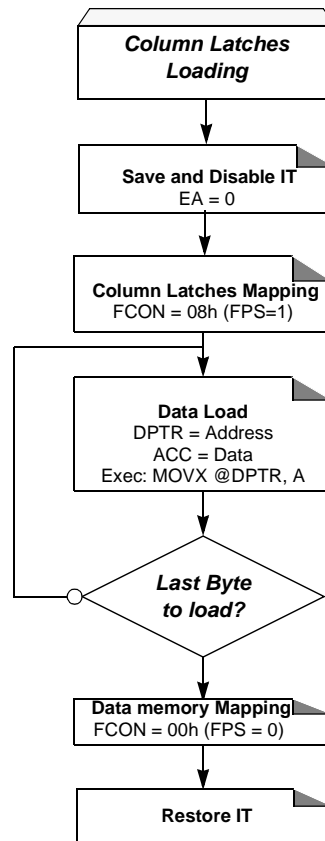 Column Latches
Loading
Save and Disable IT
EA = 0
Column Latches Mapping
FCON = 08h (FPS=1)
Data Load
DPTR = Address
ACC = Data
Exec: MOVX @DPTR, A
Last Byte
to load?
Data memory Mapping
FCON = 00h (FPS = 0)
Restore IT